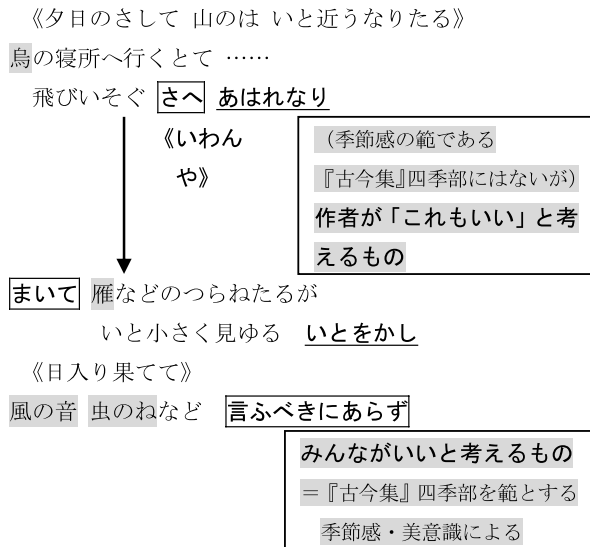 《夕日のさして 山のは いと近うなりたる》
烏の寝所へ行くとて ……
飛びいそぐ さへ あはれなり
《いわん
や》
(季節感の範である
『古今集』四季部にはないが)
作者が「これもいい」と考
えるもの
まいて 雁などのつらねたるが
いと小さく見ゆる いとをかし
《日入り果てて》
風の音 虫のねなど 言ふべきにあらず
みんながいいと考えるもの
=『古今集』四季部を範とする
季節感・美意識による